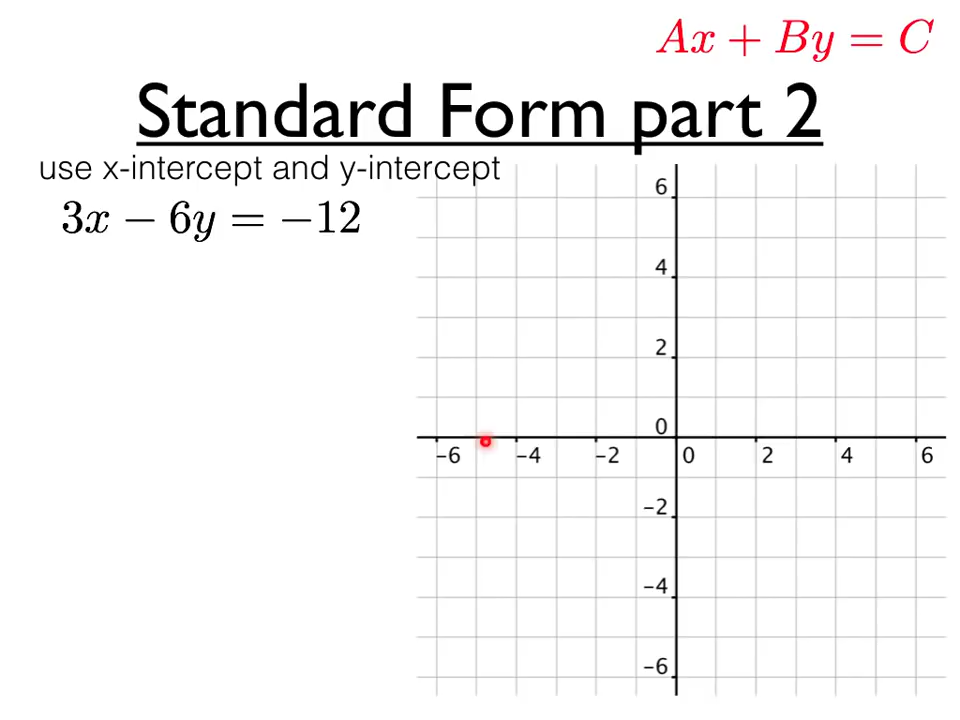 Ax + By = C
Standard Form part 2
use x-intercept and y-intercept
3x − 6y = −12
6
4
2
0
−6 −4 −2 0 2 4 6
−2
−4
−6